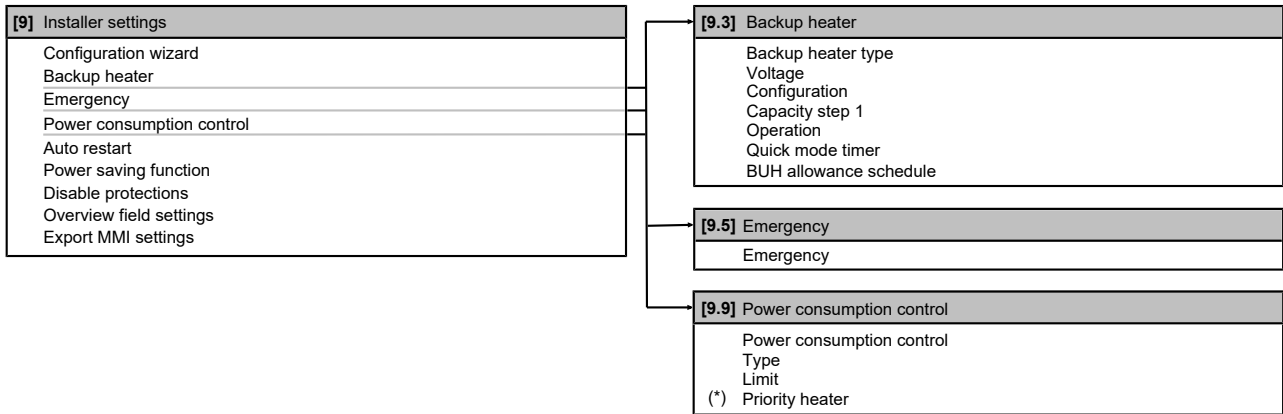 [9] Installer settings
Configuration wizard
Backup heater
Emergency
Power consumption control
Auto restart
Power saving function
Disable protections
Overview field settings
Export MMI settings
[9.3] Backup heater
Backup heater type
Voltage
Configuration
Capacity step 1
Operation
Quick mode timer
BUH allowance schedule
[9.5] Emergency
Emergency
[9.9] Power consumption control
Power consumption control
Type
Limit
(*) Priority heater